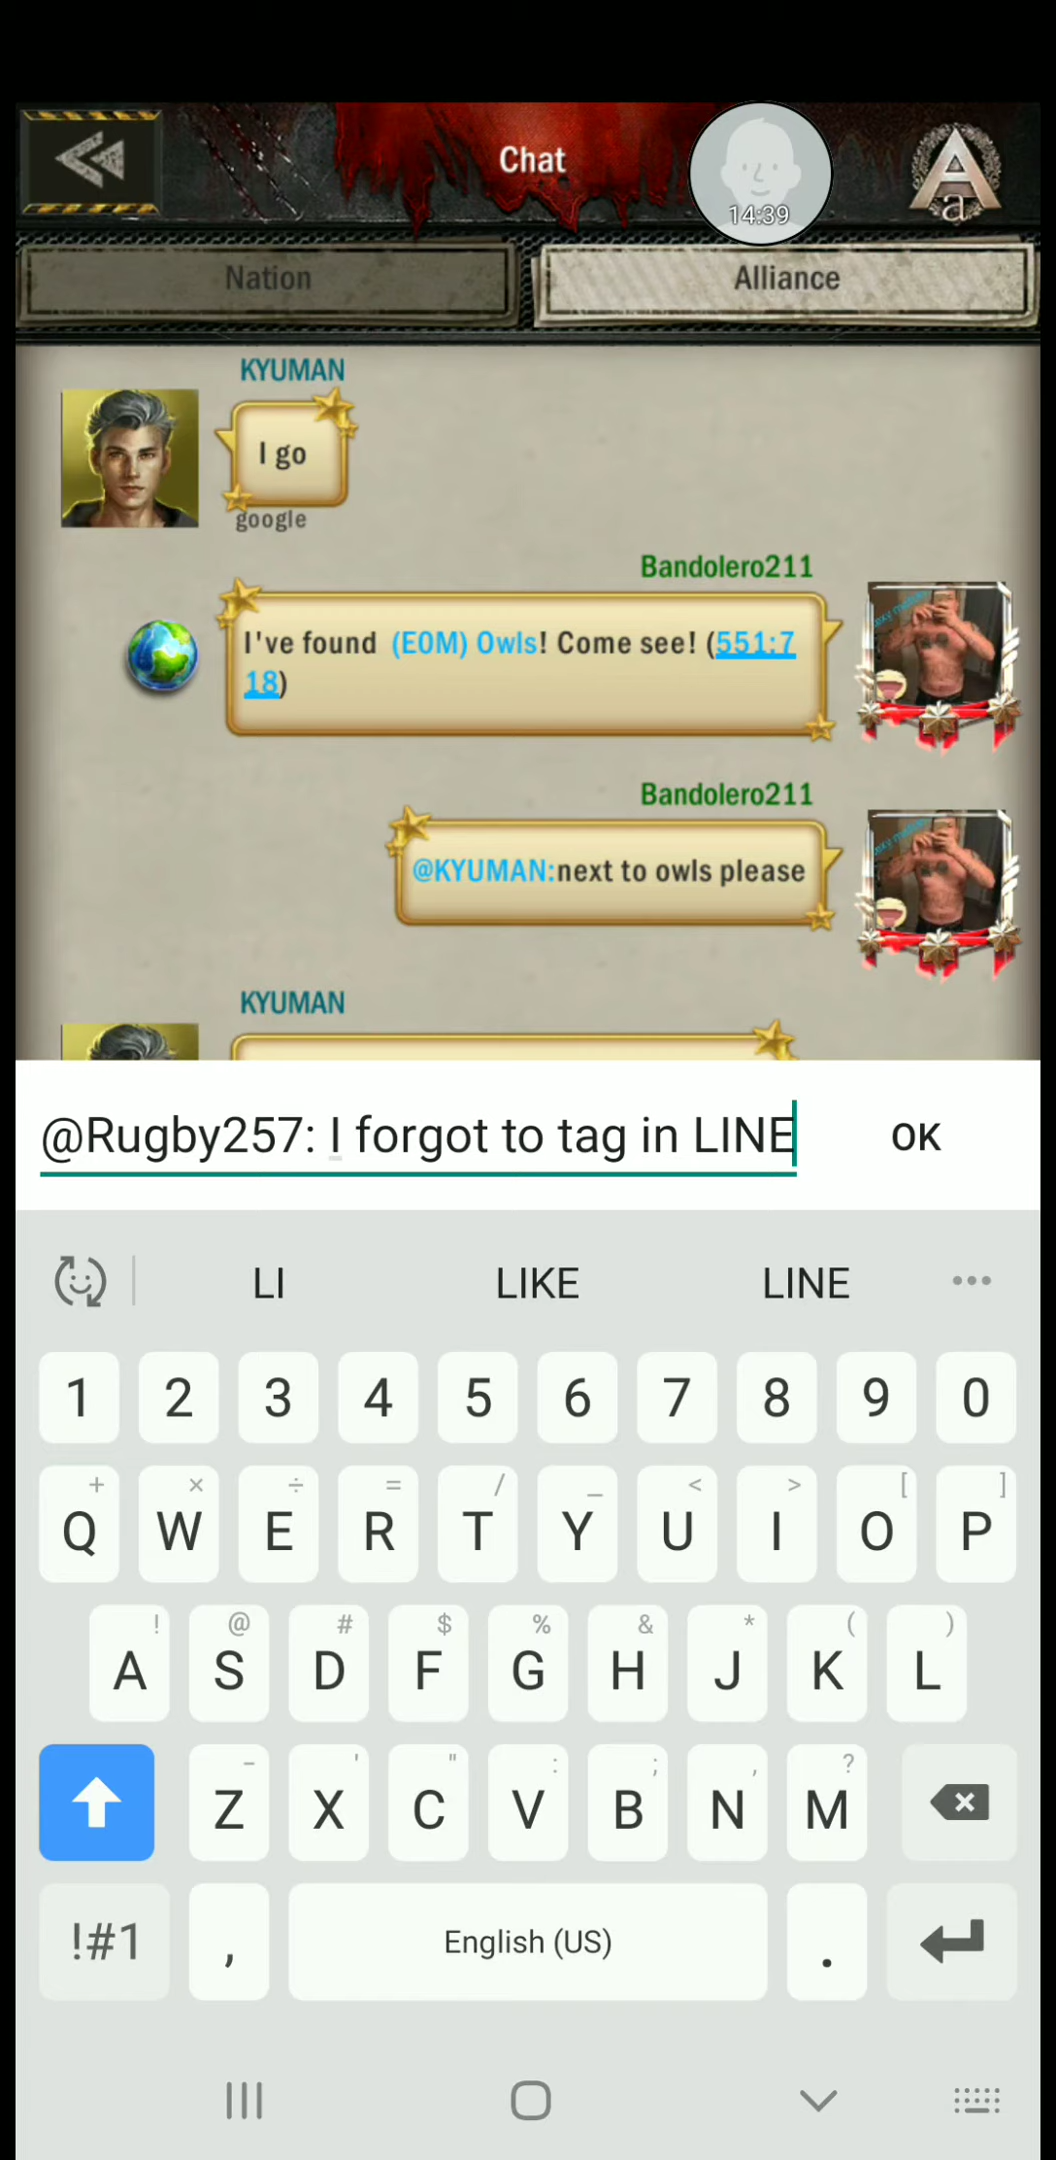 Chat
14:39
A
a
Nation
Alliance
KYUMAN
I go
google
Bandolero211
I've found (EOM) Owls! Come see! (551:7
18)
Bandolero211
@KYUMAN:next to owls please
KYUMAN
@Rugby257: I forgot to tag in LINE
OK
LI LIKE LINE
1 2 3 4 5 6 7 8 9 0
+ × ÷ = / _ < > [ ]
Q W E R T Y U I O P
! @ # $ % & * ( )
A S D F G H J K L
- ' " : ; , ?
Z X C V B N M
!#1 , English (US) .